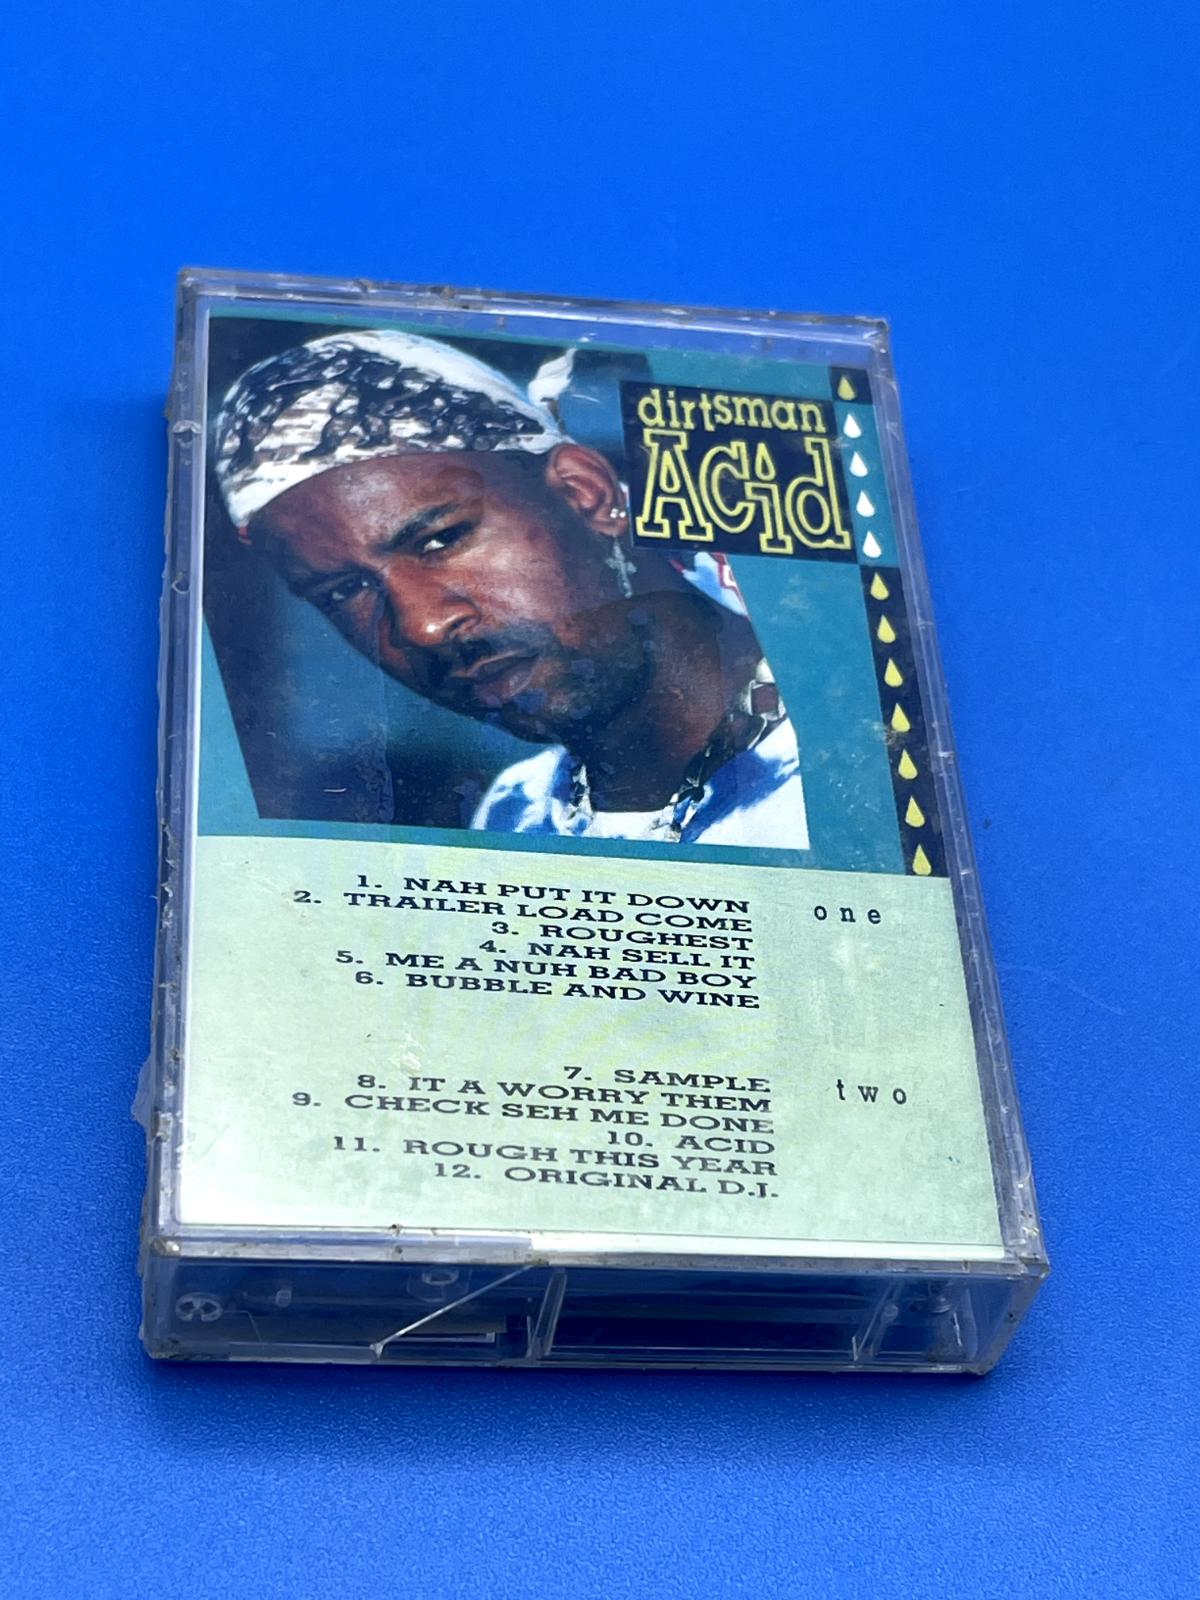 dirtsman
Acid
1. NAH PUT IT DOWN
2. TRAILER LOAD COME
3. ROUGHEST
4. NAH SELL IT
5. ME A NUH BAD BOY
6. BUBBLE AND WINE
one
7. SAMPLE
8. IT A WORRY THEM
9. CHECK SEH ME DONE
10. ACID
11. ROUGH THIS YEAR
12. ORIGINAL D.J.
two